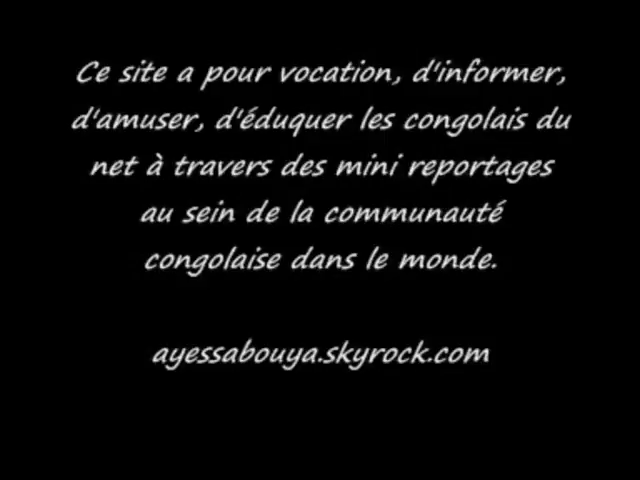 Ce site a pour vocation, d'informer,
d'amuser, d'éduquer les congolais du
net à travers des mini reportages
au sein de la communauté
congolaise dans le monde.
ayessabouya.skyrock.com